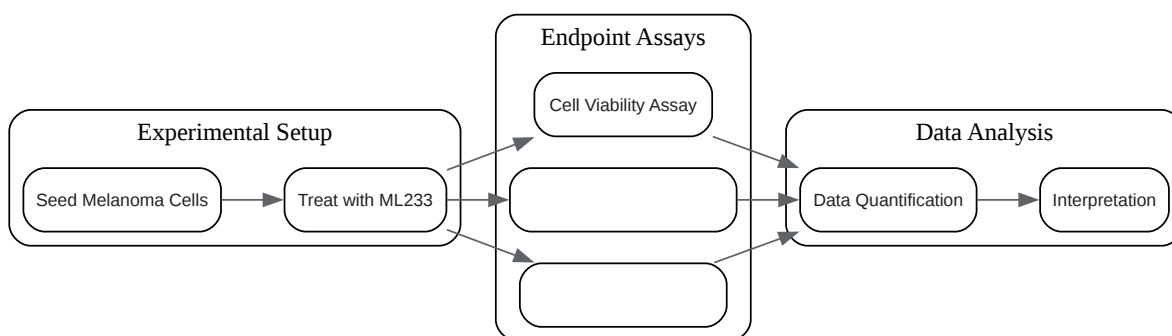 Experimental Setup
Seed Melanoma Cells
Treat with ML233
Endpoint Assays
Cell Viability Assay
Data Analysis
Data Quantification
Interpretation